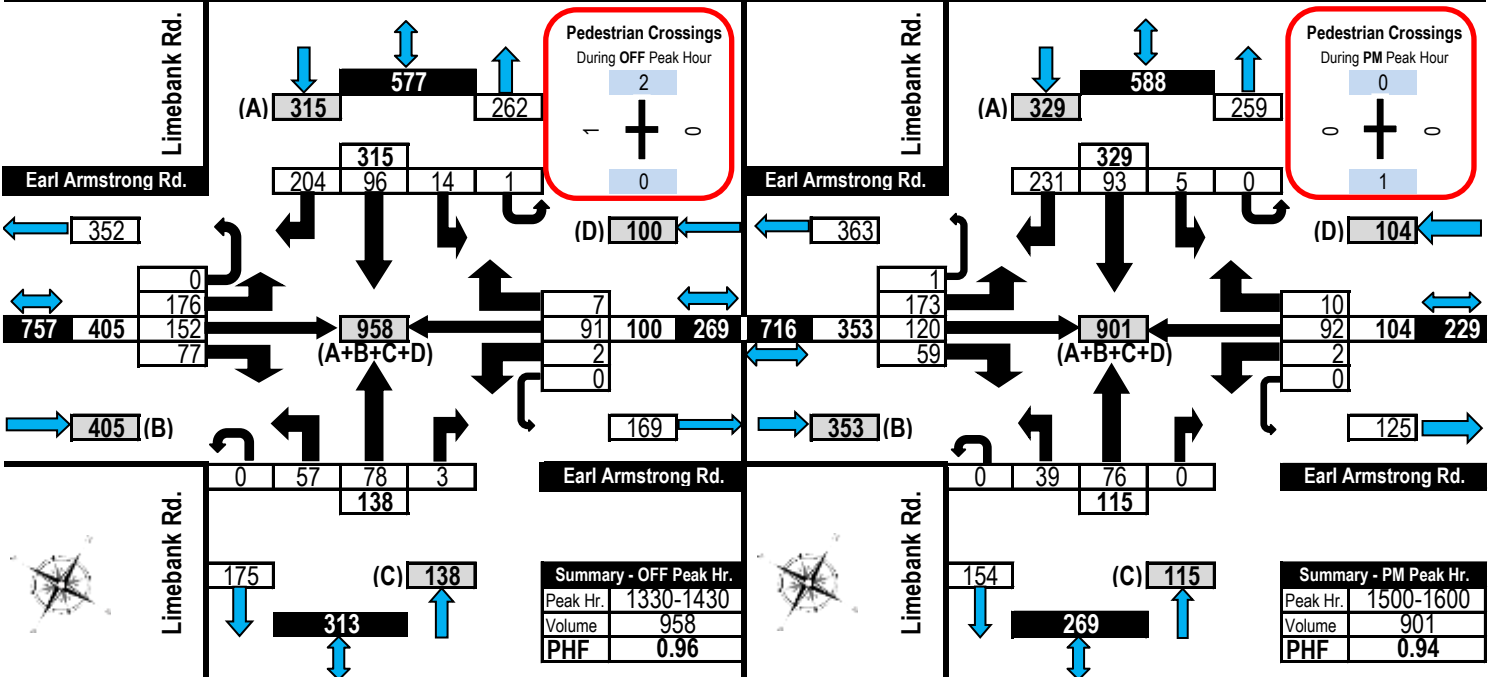 Limebank Rd.
Pedestrian Crossings
During OFF Peak Hour
2
1
0
0
577
(A) 315
262
315
204 96 14 1
Earl Armstrong Rd.
352
(D) 100
0
176
757 405 152
77
958
(A+B+C+D)
7
91 100 269
2
0
405 (B)
169
0 57 78 3
138
Earl Armstrong Rd.
Limebank Rd.
175
(C) 138
313
Summary - OFF Peak Hr.
Peak Hr. 1330-1430
Volume 958
PHF 0.96
Limebank Rd.
Pedestrian Crossings
During PM Peak Hour
0
0
0
1
588
(A) 329
259
329
231 93 5 0
Earl Armstrong Rd.
363
(D) 104
1
173
716 353 120
59
901
(A+B+C+D)
10
92 104 229
2
0
353 (B)
125
0 39 76 0
115
Earl Armstrong Rd.
Limebank Rd.
154
(C) 115
269
Summary - PM Peak Hr.
Peak Hr. 1500-1600
Volume 901
PHF 0.94